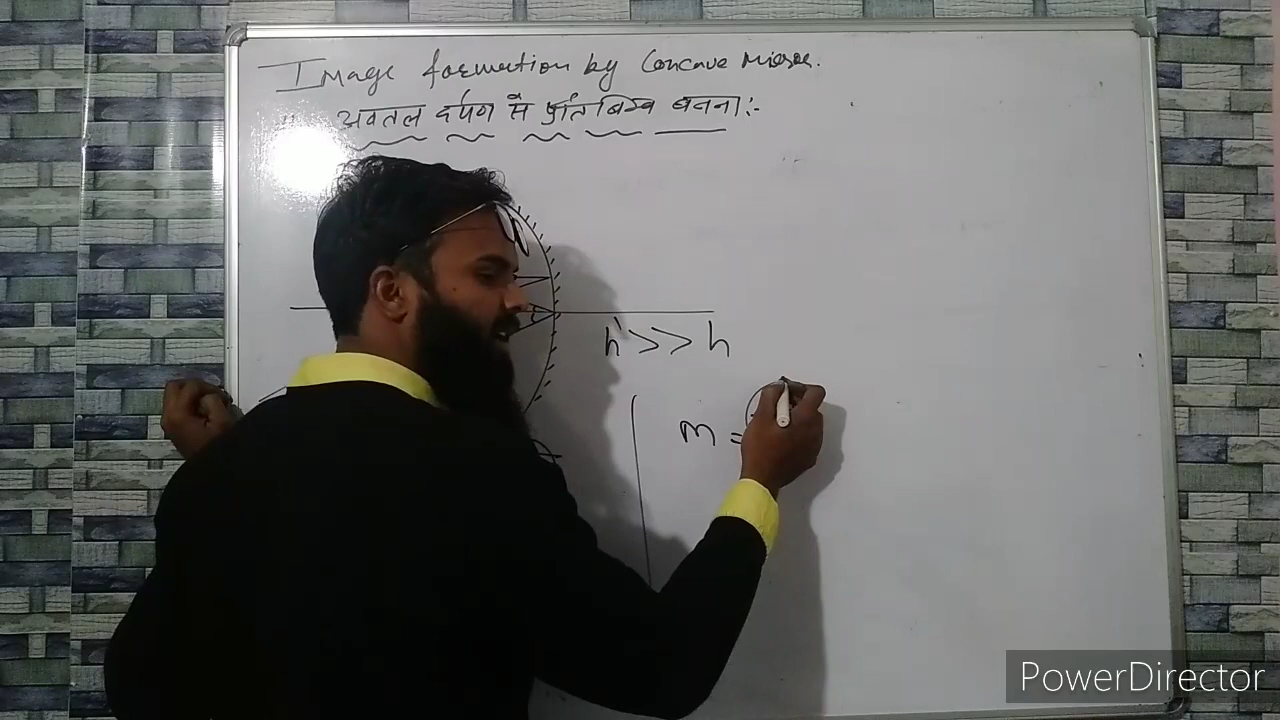 Image formation by Concave mirror.
अवतल दर्पण से प्रतिबिम्ब बनना :-
h' >> h
m =
PowerDirector